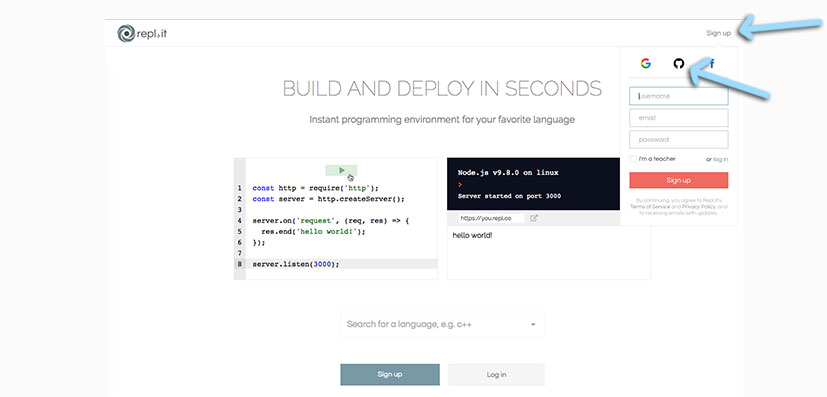 repl.it
Sign up
BUILD AND DEPLOY IN SECONDS
Instant programming environment for your favorite language
username
email
password
I'm a teacher
or log in
Sign up
By continuing, you agree to Repl.it's
Terms of Service and Privacy Policy, and
to receiving emails with updates.
1 const http = require('http');
2 const server = http.createServer();
3
4 server.on('request', (req, res) => {
5 res.end('hello world!');
6 });
7
8 server.listen(3000);
Node.js v9.8.0 on linux
>
Server started on port 3000
https://you.repl.co
hello world!
Search for a language, e.g. c++
Sign up
Log in